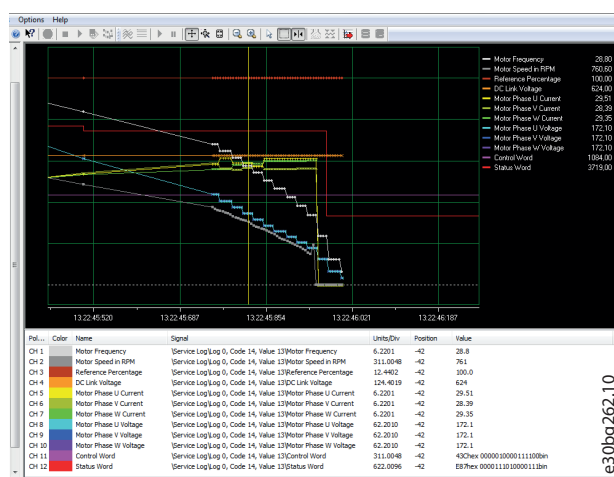 Options Help
Motor Frequency 28,80
Motor Speed in RPM 760,60
Reference Percentage 100,00
DC Link Voltage 624,00
Motor Phase U Current 29,51
Motor Phase V Current 28,39
Motor Phase W Current 29,35
Motor Phase U Voltage 172,10
Motor Phase V Voltage 172,10
Motor Phase W Voltage 172,10
Control Word 1084,00
Status Word 3719,00
13:22:45:520 13:22:45:687 13:22:45:854 13:22:46:021 13:22:46:187
Pol... Color Name Signal Units/Div Position Value
CH 1 Motor Frequency \Service Log\Log 0, Code 14, Value 13\Motor Frequency 6.2201 -42 28.8
CH 2 Motor Speed in RPM \Service Log\Log 0, Code 14, Value 13\Motor Speed in RPM 311.0048 -42 761
CH 3 Reference Percentage \Service Log\Log 0, Code 14, Value 13\Reference Percentage 12.4402 -42 100.0
CH 4 DC Link Voltage \Service Log\Log 0, Code 14, Value 13\DC Link Voltage 124.4019 -42 624
CH 5 Motor Phase U Current \Service Log\Log 0, Code 14, Value 13\Motor Phase U Current 6.2201 -42 29.51
CH 6 Motor Phase V Current \Service Log\Log 0, Code 14, Value 13\Motor Phase V Current 6.2201 -42 28.39
CH 7 Motor Phase W Current \Service Log\Log 0, Code 14, Value 13\Motor Phase W Current 6.2201 -42 29.35
CH 8 Motor Phase U Voltage \Service Log\Log 0, Code 14, Value 13\Motor Phase U Voltage 62.2010 -42 172.1
CH 9 Motor Phase V Voltage \Service Log\Log 0, Code 14, Value 13\Motor Phase V Voltage 62.2010 -42 172.1
CH 10 Motor Phase W Voltage \Service Log\Log 0, Code 14, Value 13\Motor Phase W Voltage 62.2010 -42 172.1
CH 11 Control Word \Service Log\Log 0, Code 14, Value 13\Control Word 311.0048 -42 43Chex 0000010000111100bin
CH 12 Status Word \Service Log\Log 0, Code 14, Value 13\Status Word 622.0096 -42 E87hex 0000111010000111bin
e30bg262.10